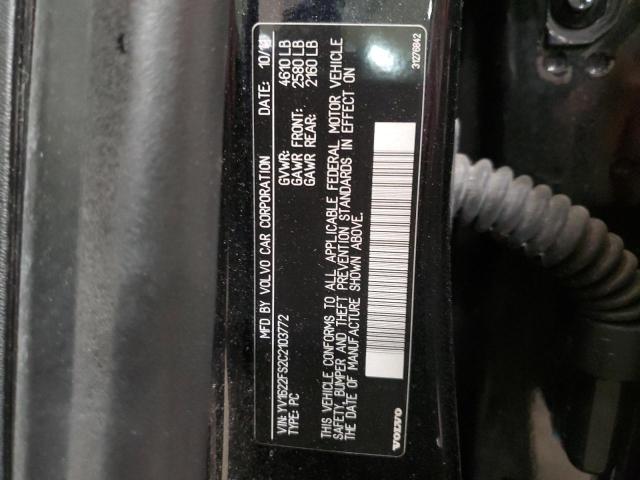 MFD BY VOLVO CAR CORPORATION DATE: 10/11
GVWR: 4610 LB
GAWR FRONT: 2580 LB
GAWR REAR: 2160 LB
VIN: YV1622FS2C2103772
TYPE: PC
THIS VEHICLE CONFORMS TO ALL APPLICABLE FEDERAL MOTOR VEHICLE
SAFETY, BUMPER AND THEFT PREVENTION STANDARDS IN EFFECT ON
THE DATE OF MANUFACTURE SHOWN ABOVE.
VOLVO
31276842